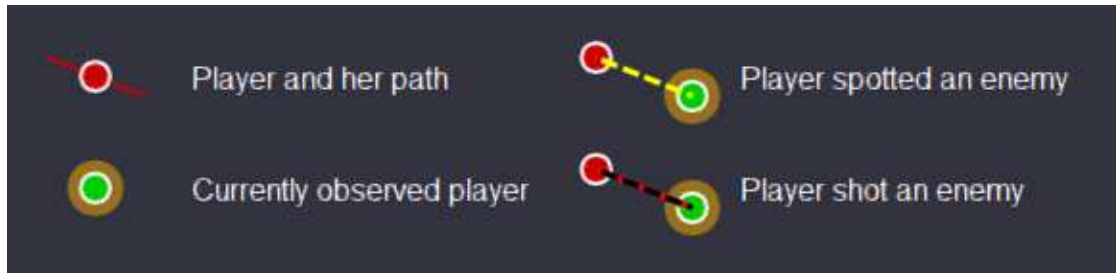 Player and her path
Player spotted an enemy
Currently observed player
Player shot an enemy